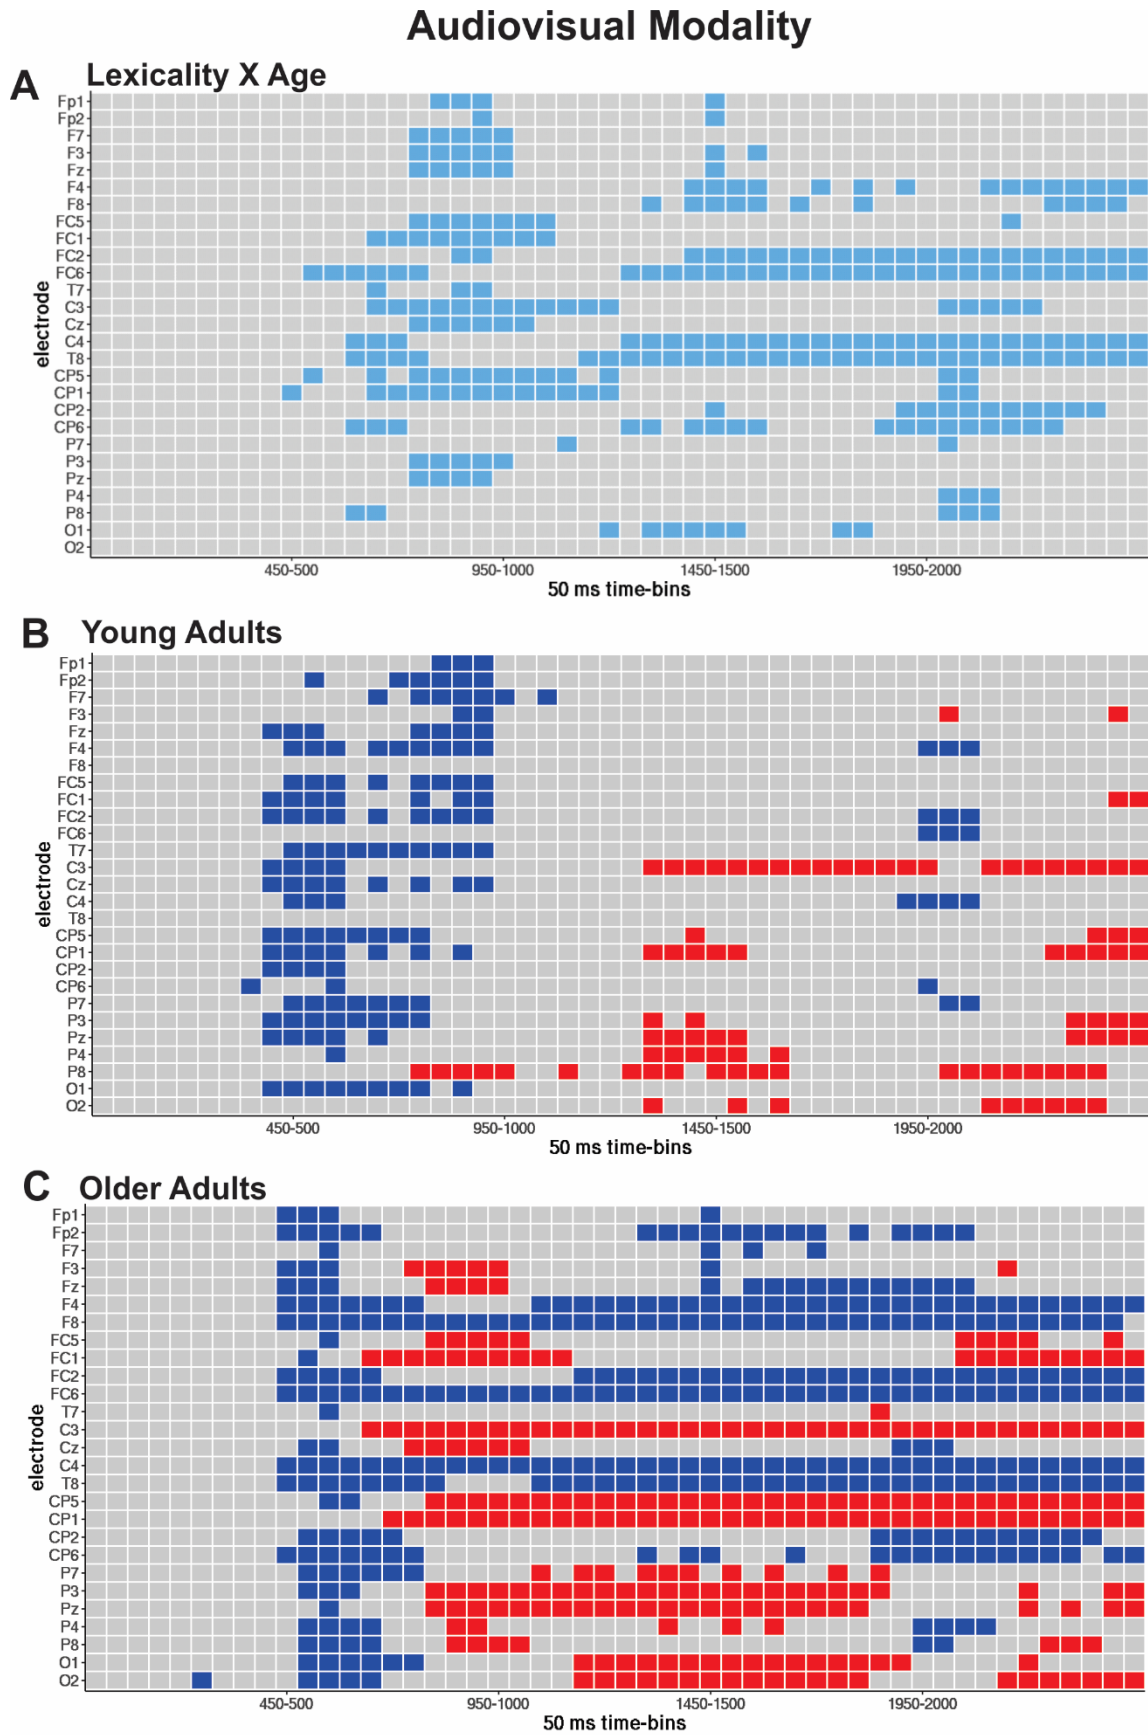 Audiovisual Modality
A Lexicality X Age
electrode
Fp1
Fp2
F7
F3
Fz
F4
F8
FC5
FC1
FC2
FC6
T7
C3
Cz
C4
T8
CP5
CP1
CP2
CP6
P7
P3
Pz
P4
P8
O1
O2
450-500 950-1000 1450-1500 1950-2000
50 ms time-bins
B Young Adults
electrode
Fp1
Fp2
F7
F3
Fz
F4
F8
FC5
FC1
FC2
FC6
T7
C3
Cz
C4
T8
CP5
CP1
CP2
CP6
P7
P3
Pz
P4
P8
O1
O2
450-500 950-1000 1450-1500 1950-2000
50 ms time-bins
C Older Adults
electrode
Fp1
Fp2
F7
F3
Fz
F4
F8
FC5
FC1
FC2
FC6
T7
C3
Cz
C4
T8
CP5
CP1
CP2
CP6
P7
P3
Pz
P4
P8
O1
O2
450-500 950-1000 1450-1500 1950-2000
50 ms time-bins